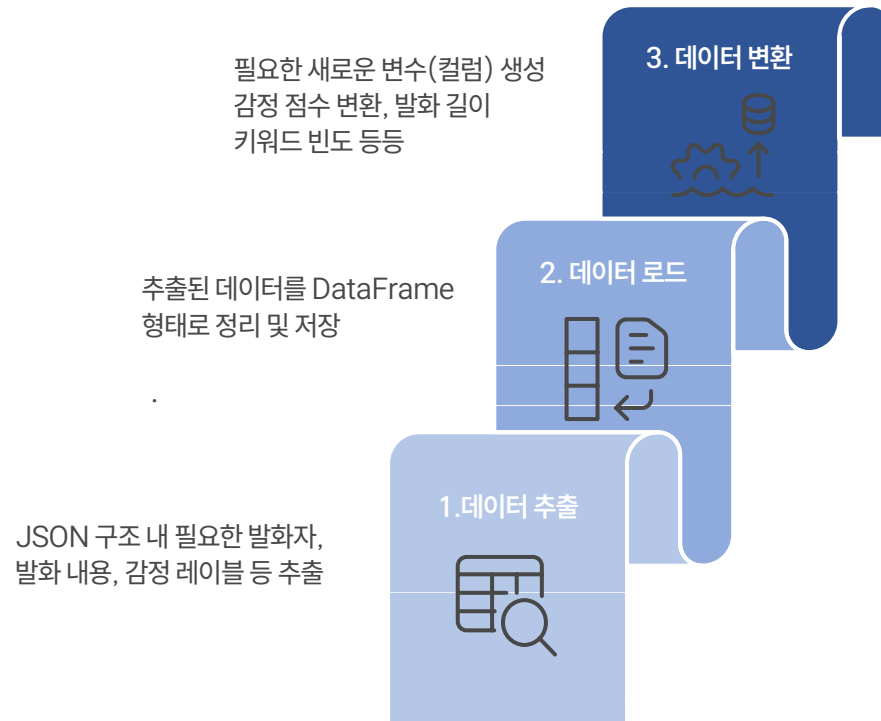 3. 데이터 변환
필요한 새로운 변수(컬럼) 생성
감정 점수 변환, 발화 길이
키워드 빈도 등등
2. 데이터 로드
추출된 데이터를 DataFrame
형태로 정리 및 저장
.
1.데이터 추출
JSON 구조 내 필요한 발화자,
발화 내용, 감정 레이블 등 추출